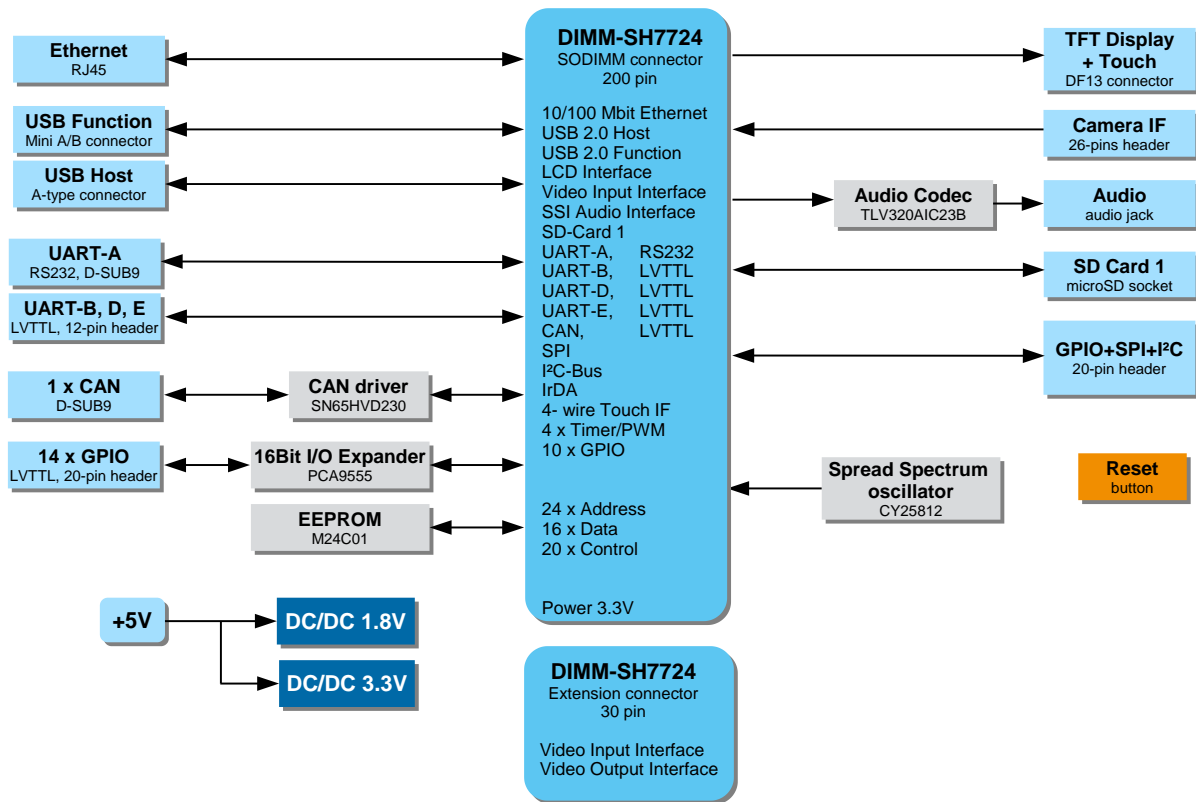 Ethernet
RJ45
USB Function
Mini A/B connector
USB Host
A-type connector
UART-A
RS232, D-SUB9
UART-B, D, E
LVTTL, 12-pin header
1 x CAN
D-SUB9
CAN driver
SN65HVD230
14 x GPIO
LVTTL, 20-pin header
16Bit I/O Expander
PCA9555
EEPROM
M24C01
+5V
DC/DC 1.8V
DC/DC 3.3V
DIMM-SH7724
SODIMM connector
200 pin
10/100 Mbit Ethernet
USB 2.0 Host
USB 2.0 Function
LCD Interface
Video Input Interface
SSI Audio Interface
SD-Card 1
UART-A, RS232
UART-B, LVTTL
UART-D, LVTTL
UART-E, LVTTL
CAN, LVTTL
SPI
I²C-Bus
IrDA
4- wire Touch IF
4 x Timer/PWM
10 x GPIO
24 x Address
16 x Data
20 x Control
Power 3.3V
DIMM-SH7724
Extension connector
30 pin
Video Input Interface
Video Output Interface
TFT Display
+ Touch
DF13 connector
Camera IF
26-pins header
Audio Codec
TLV320AIC23B
Audio
audio jack
SD Card 1
microSD socket
GPIO+SPI+I²C
20-pin header
Spread Spectrum
oscillator
CY25812
Reset
button